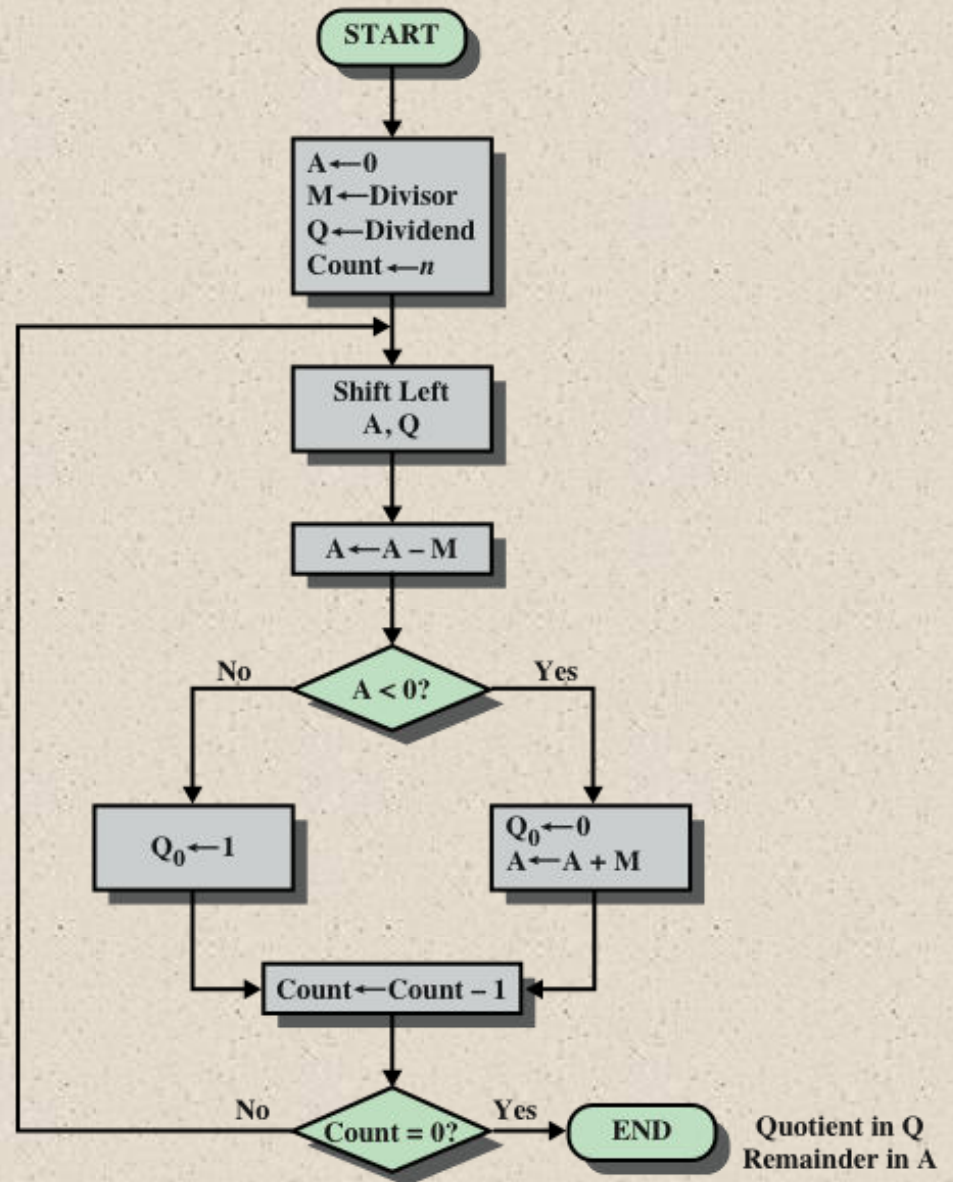 START
A←0
M←Divisor
Q←Dividend
Count←n
Shift Left
A, Q
A←A – M
No
Yes
A < 0?
Q₀←1
Q₀←0
A←A + M
Count←Count – 1
No
Yes
Count = 0?
END
Quotient in Q
Remainder in A